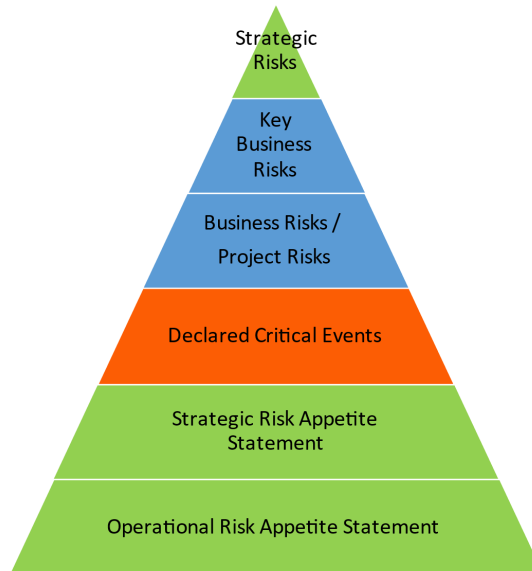 Strategic
Risks
Key
Business
Risks
Business Risks /
Project Risks
Declared Critical Events
Strategic Risk Appetite
Statement
Operational Risk Appetite Statement